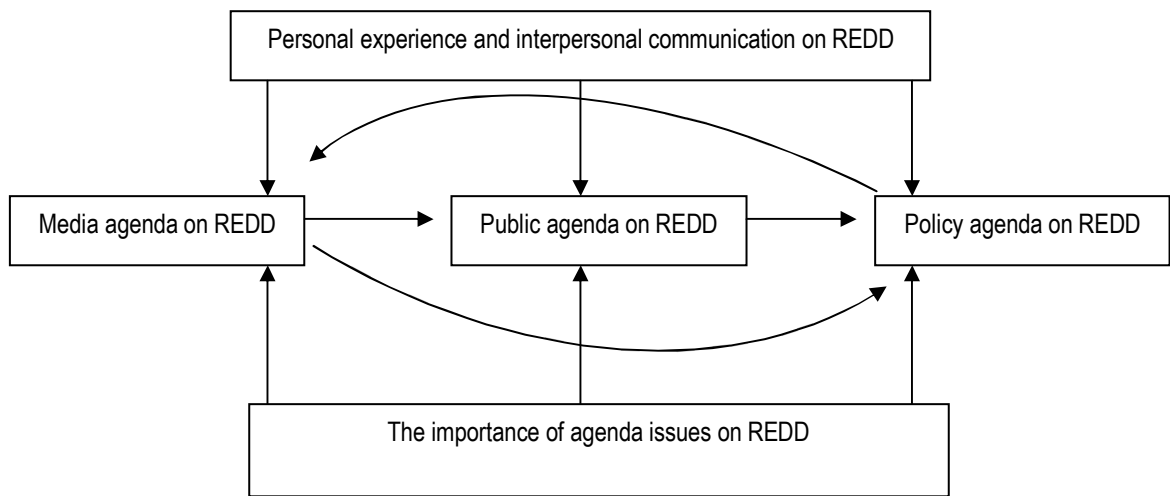 Personal experience and interpersonal communication on REDD
Media agenda on REDD
Public agenda on REDD
Policy agenda on REDD
The importance of agenda issues on REDD